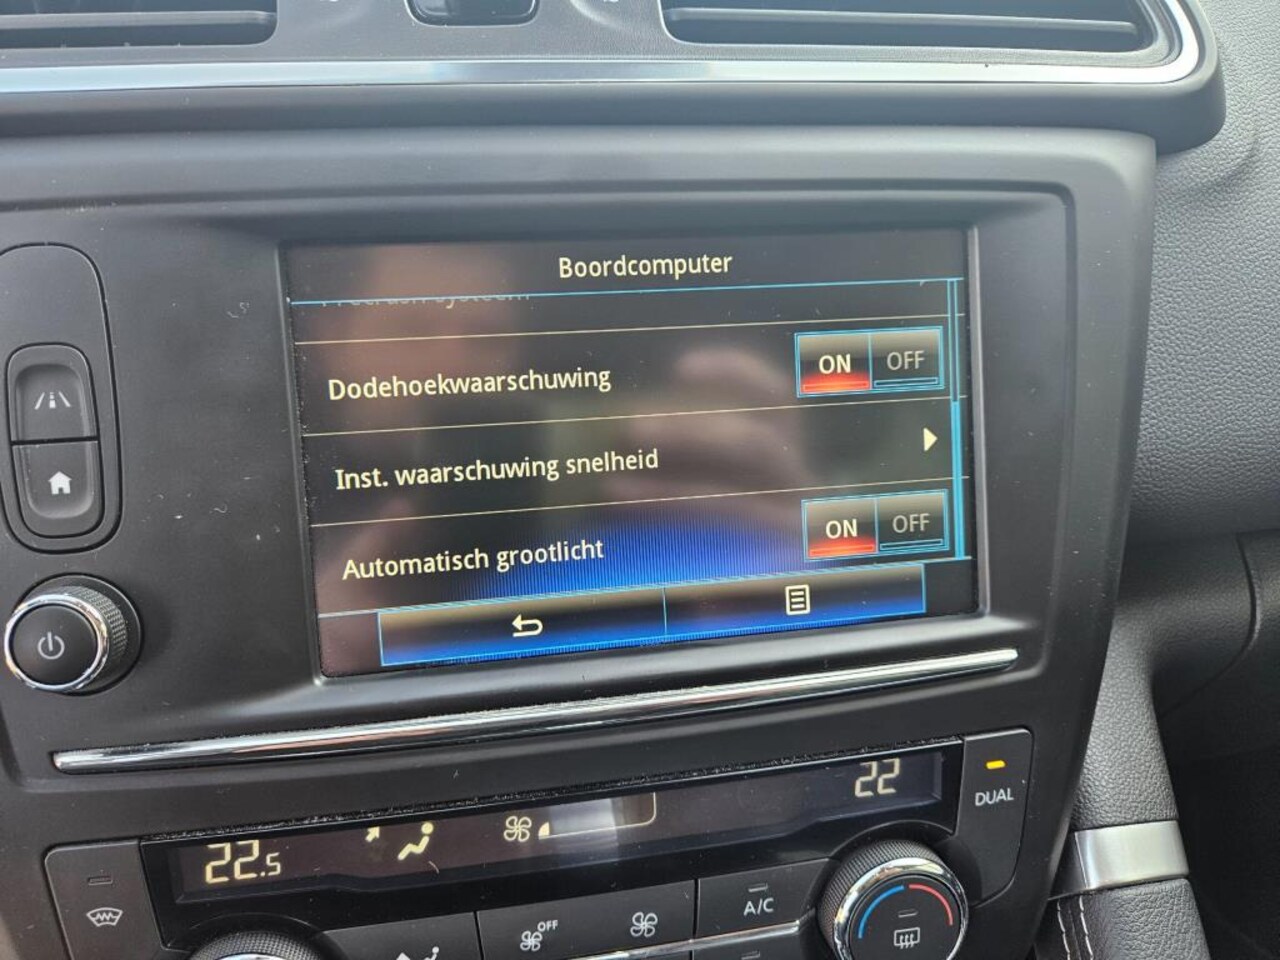 Boordcomputer
Dodehoekwaarschuwing
ON OFF
Inst. waarschuwing snelheid
Automatisch grootlicht
ON OFF
22.5
22
DUAL
OFF
A/C